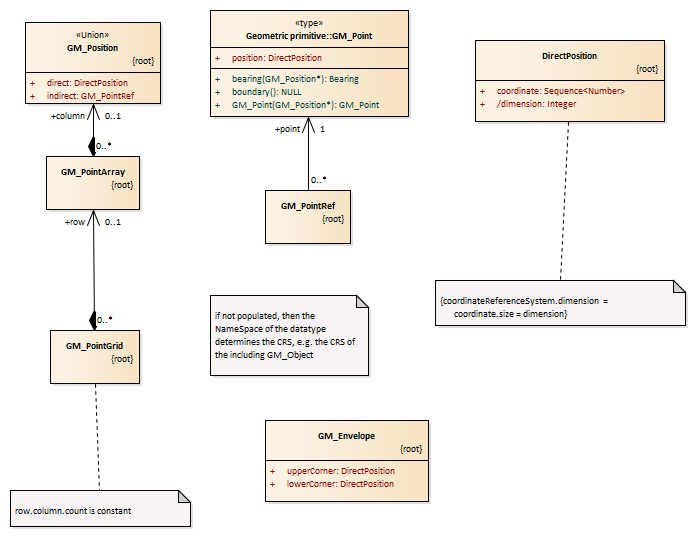 «Union»
GM_Position
{root}
+ direct: DirectPosition
+ indirect: GM_PointRef
+column 0..1
0..*
GM_PointArray
{root}
+row 0..1
0..*
GM_PointGrid
{root}
row.column.count is constant
«type»
Geometric primitive::GM_Point
+ position: DirectPosition
+ bearing(GM_Position*): Bearing
+ boundary(): NULL
+ GM_Point(GM_Position*): GM_Point
+point 1
0..*
GM_PointRef
{root}
if not populated, then the
NameSpace of the datatype
determines the CRS, e.g. the CRS of
the including GM_Object
GM_Envelope
{root}
+ upperCorner: DirectPosition
+ lowerCorner: DirectPosition
DirectPosition
{root}
+ coordinate: Sequence<Number>
+ /dimension: Integer
{coordinateReferenceSystem.dimension =
coordinate.size = dimension}